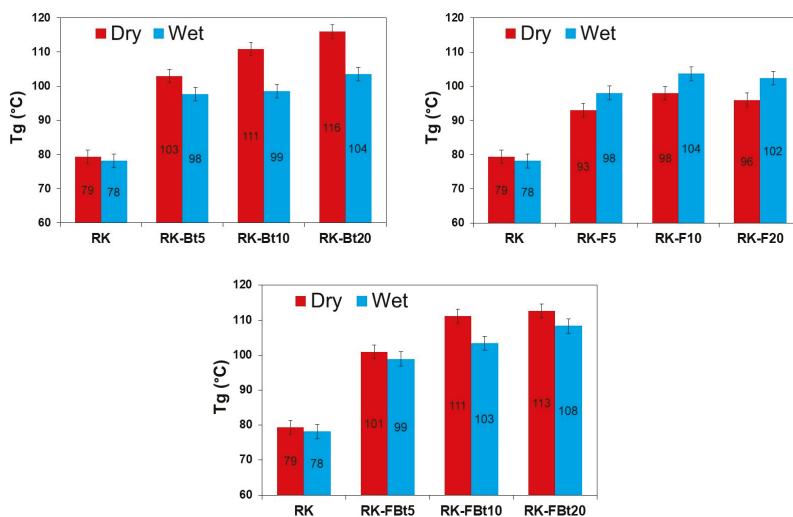 120
110
100
90
80
70
60
Tg (°C)
Dry Wet
79 78 103 98 111 99 116 104
RK RK-Bt5 RK-Bt10 RK-Bt20
120
110
100
90
80
70
60
Tg (°C)
Dry Wet
79 78 93 98 98 104 96 102
RK RK-F5 RK-F10 RK-F20
120
110
100
90
80
70
60
Tg (°C)
Dry Wet
79 78 101 99 111 103 113 108
RK RK-FBt5 RK-FBt10 RK-FBt20